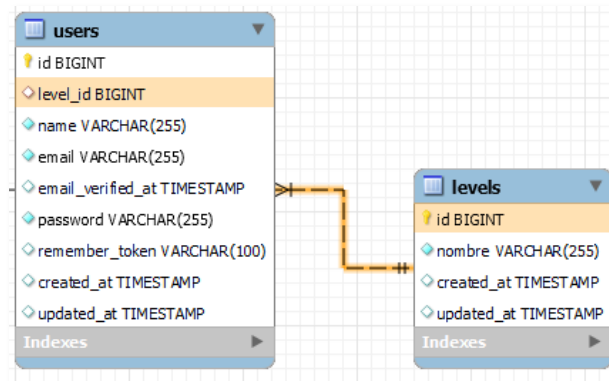 users
id BIGINT
level_id BIGINT
name VARCHAR(255)
email VARCHAR(255)
email_verified_at TIMESTAMP
password VARCHAR(255)
remember_token VARCHAR(100)
created_at TIMESTAMP
updated_at TIMESTAMP
Indexes
levels
id BIGINT
nombre VARCHAR(255)
created_at TIMESTAMP
updated_at TIMESTAMP
Indexes